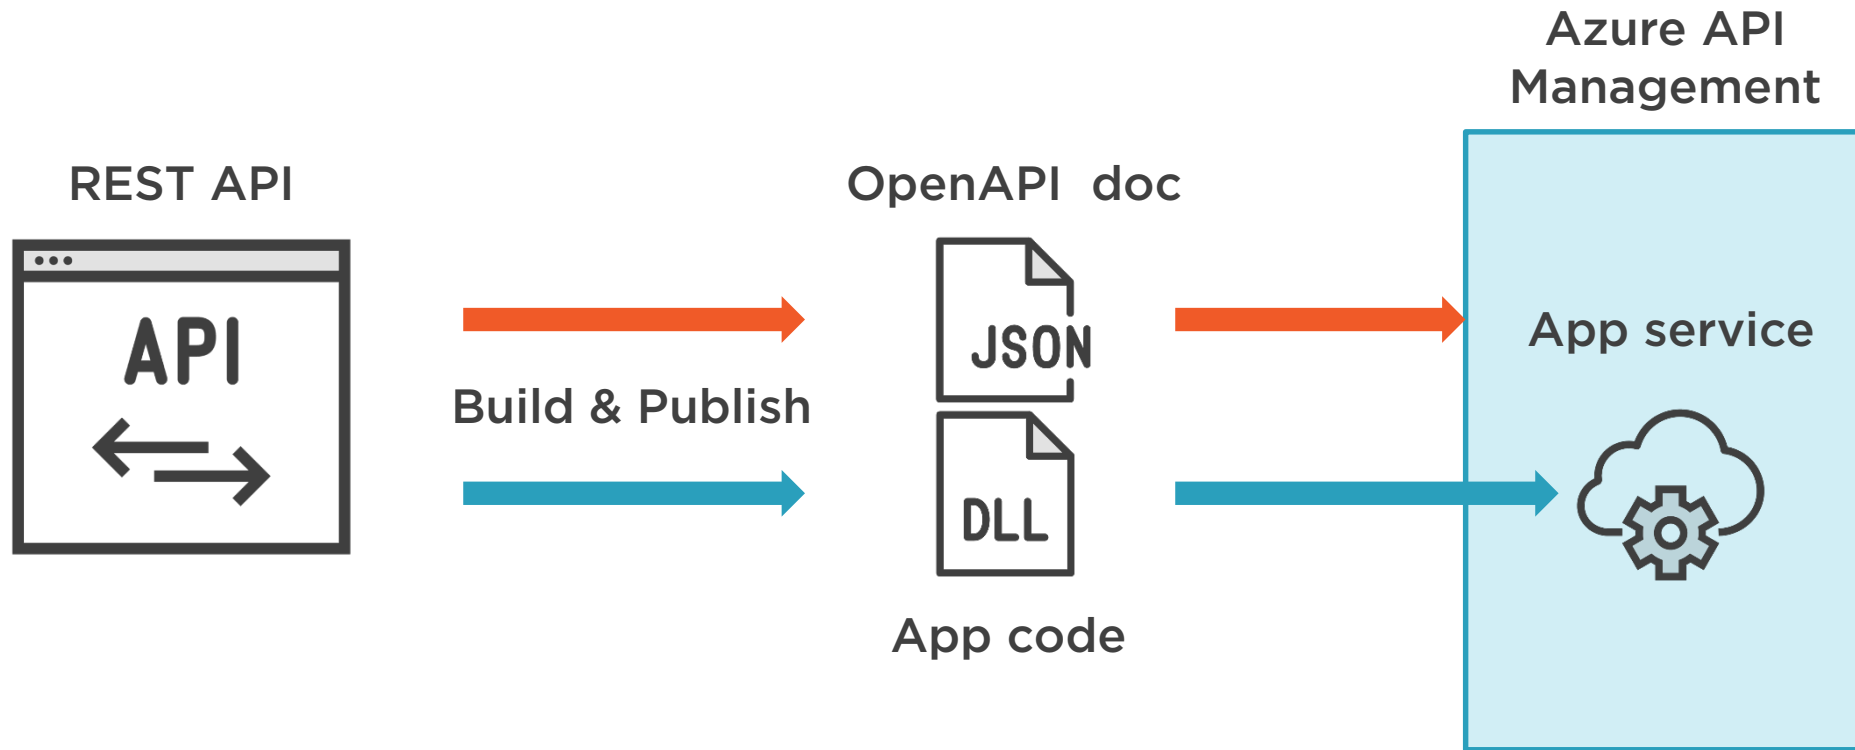 Azure API
Management
REST API
OpenAPI doc
API
JSON
App service
Build & Publish
DLL
App code